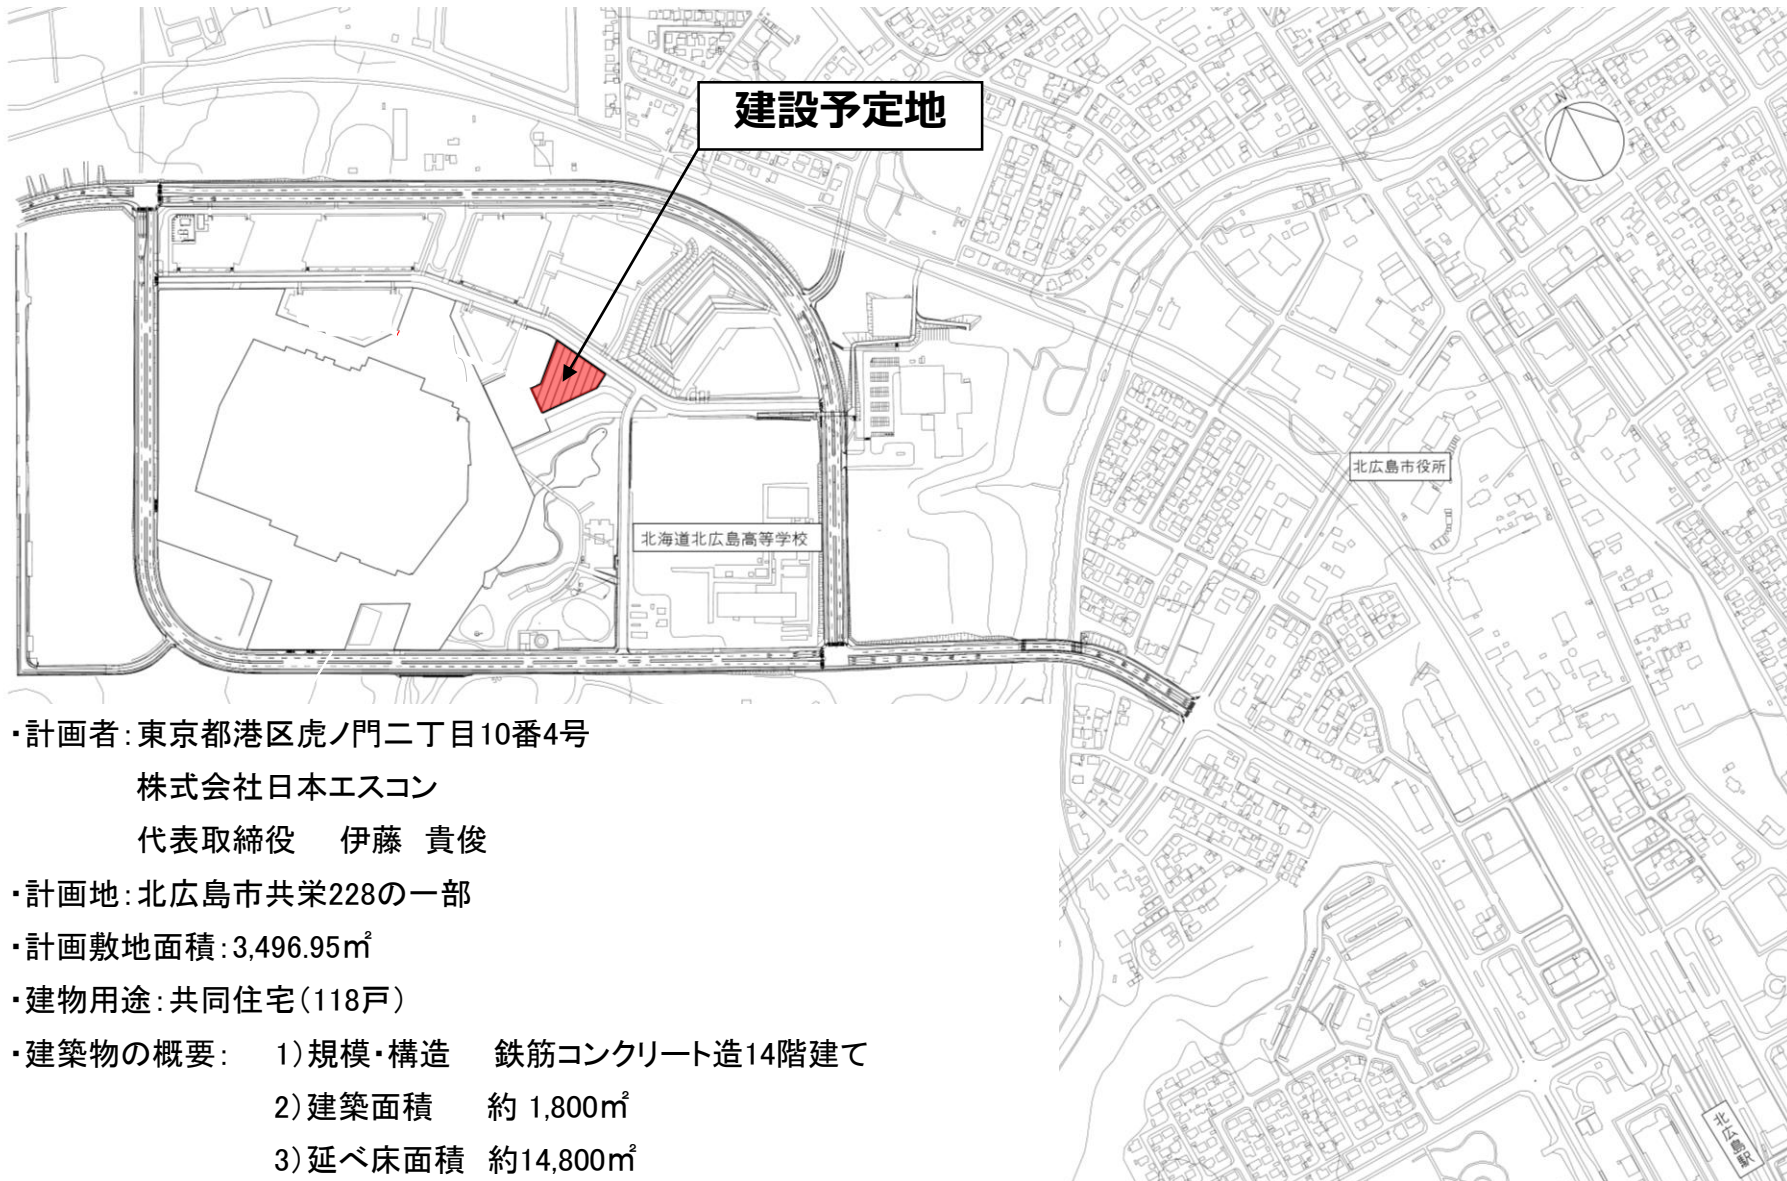 建設予定地
N
北広島市役所
北海道北広島高等学校
・計画者:東京都港区虎ノ門二丁目10番4号
株式会社日本エスコン
代表取締役 伊藤 貴俊
・計画地:北広島市共栄228の一部
・計画敷地面積:3,496.95㎡
・建物用途:共同住宅(118戸)
・建築物の概要: 1)規模・構造 鉄筋コンクリート造14階建て
2)建築面積 約 1,800㎡
3)延べ床面積 約14,800㎡
北広島駅